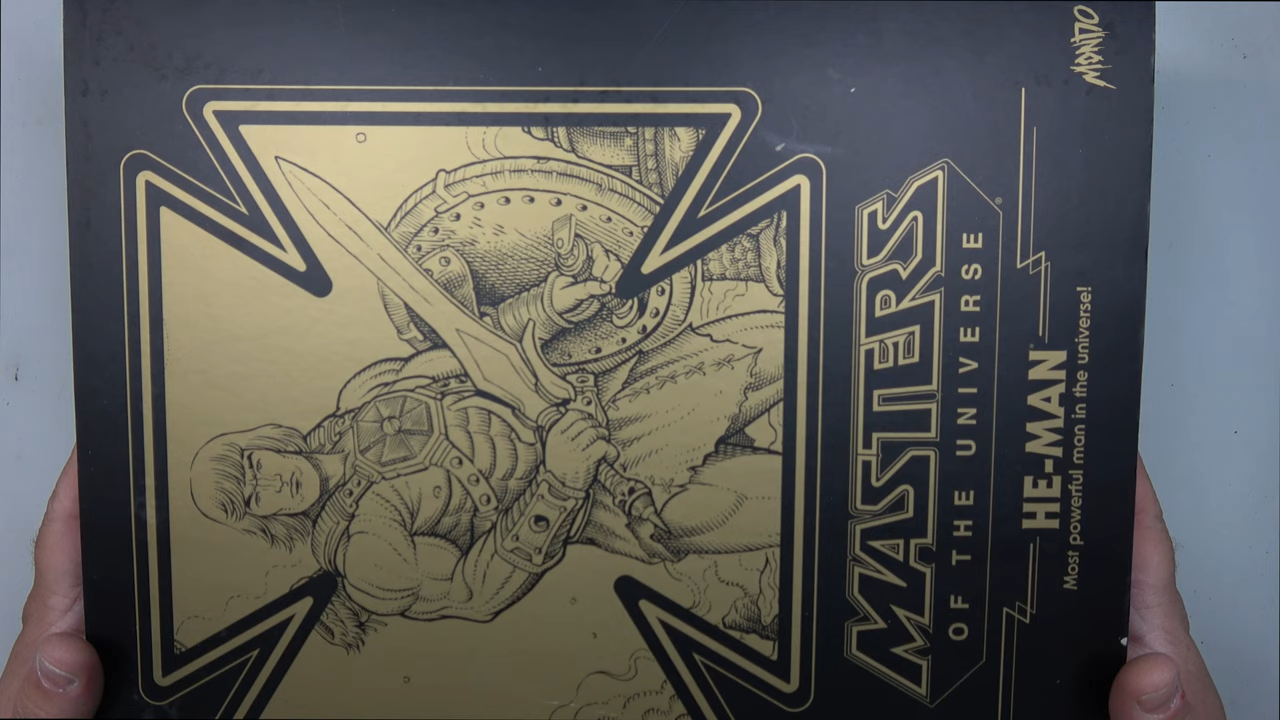 MONDO
MASTERS®
OF THE UNIVERSE
HE-MAN®
Most powerful man in the universe!